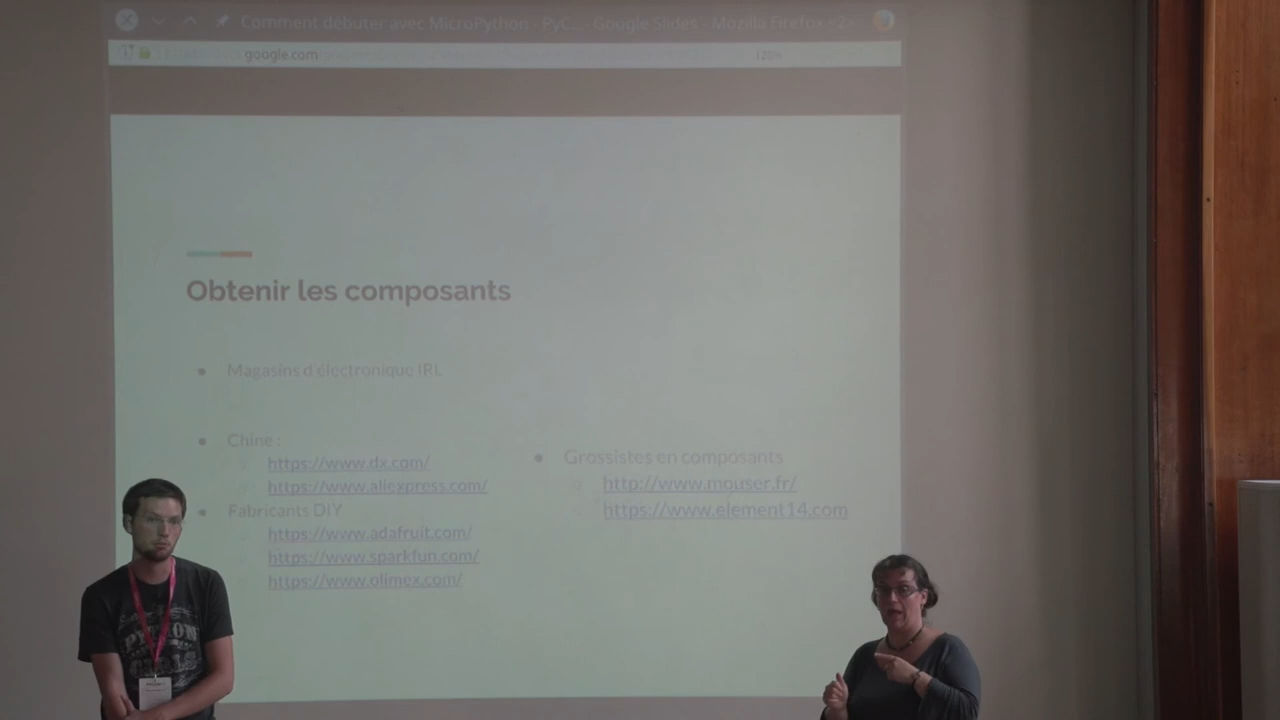 Comment débuter avec MicroPython - PyC... - Google Slides - Mozilla Firefox <2>
google.com
120%
Obtenir les composants
Magasins d'électronique IRL
Chine :
https://www.dx.com/
https://www.aliexpress.com/
Fabricants DIY
https://www.adafruit.com/
https://www.sparkfun.com/
https://www.olimex.com/
Grossistes en composants
http://www.mouser.fr/
https://www.element14.com
PYTHON